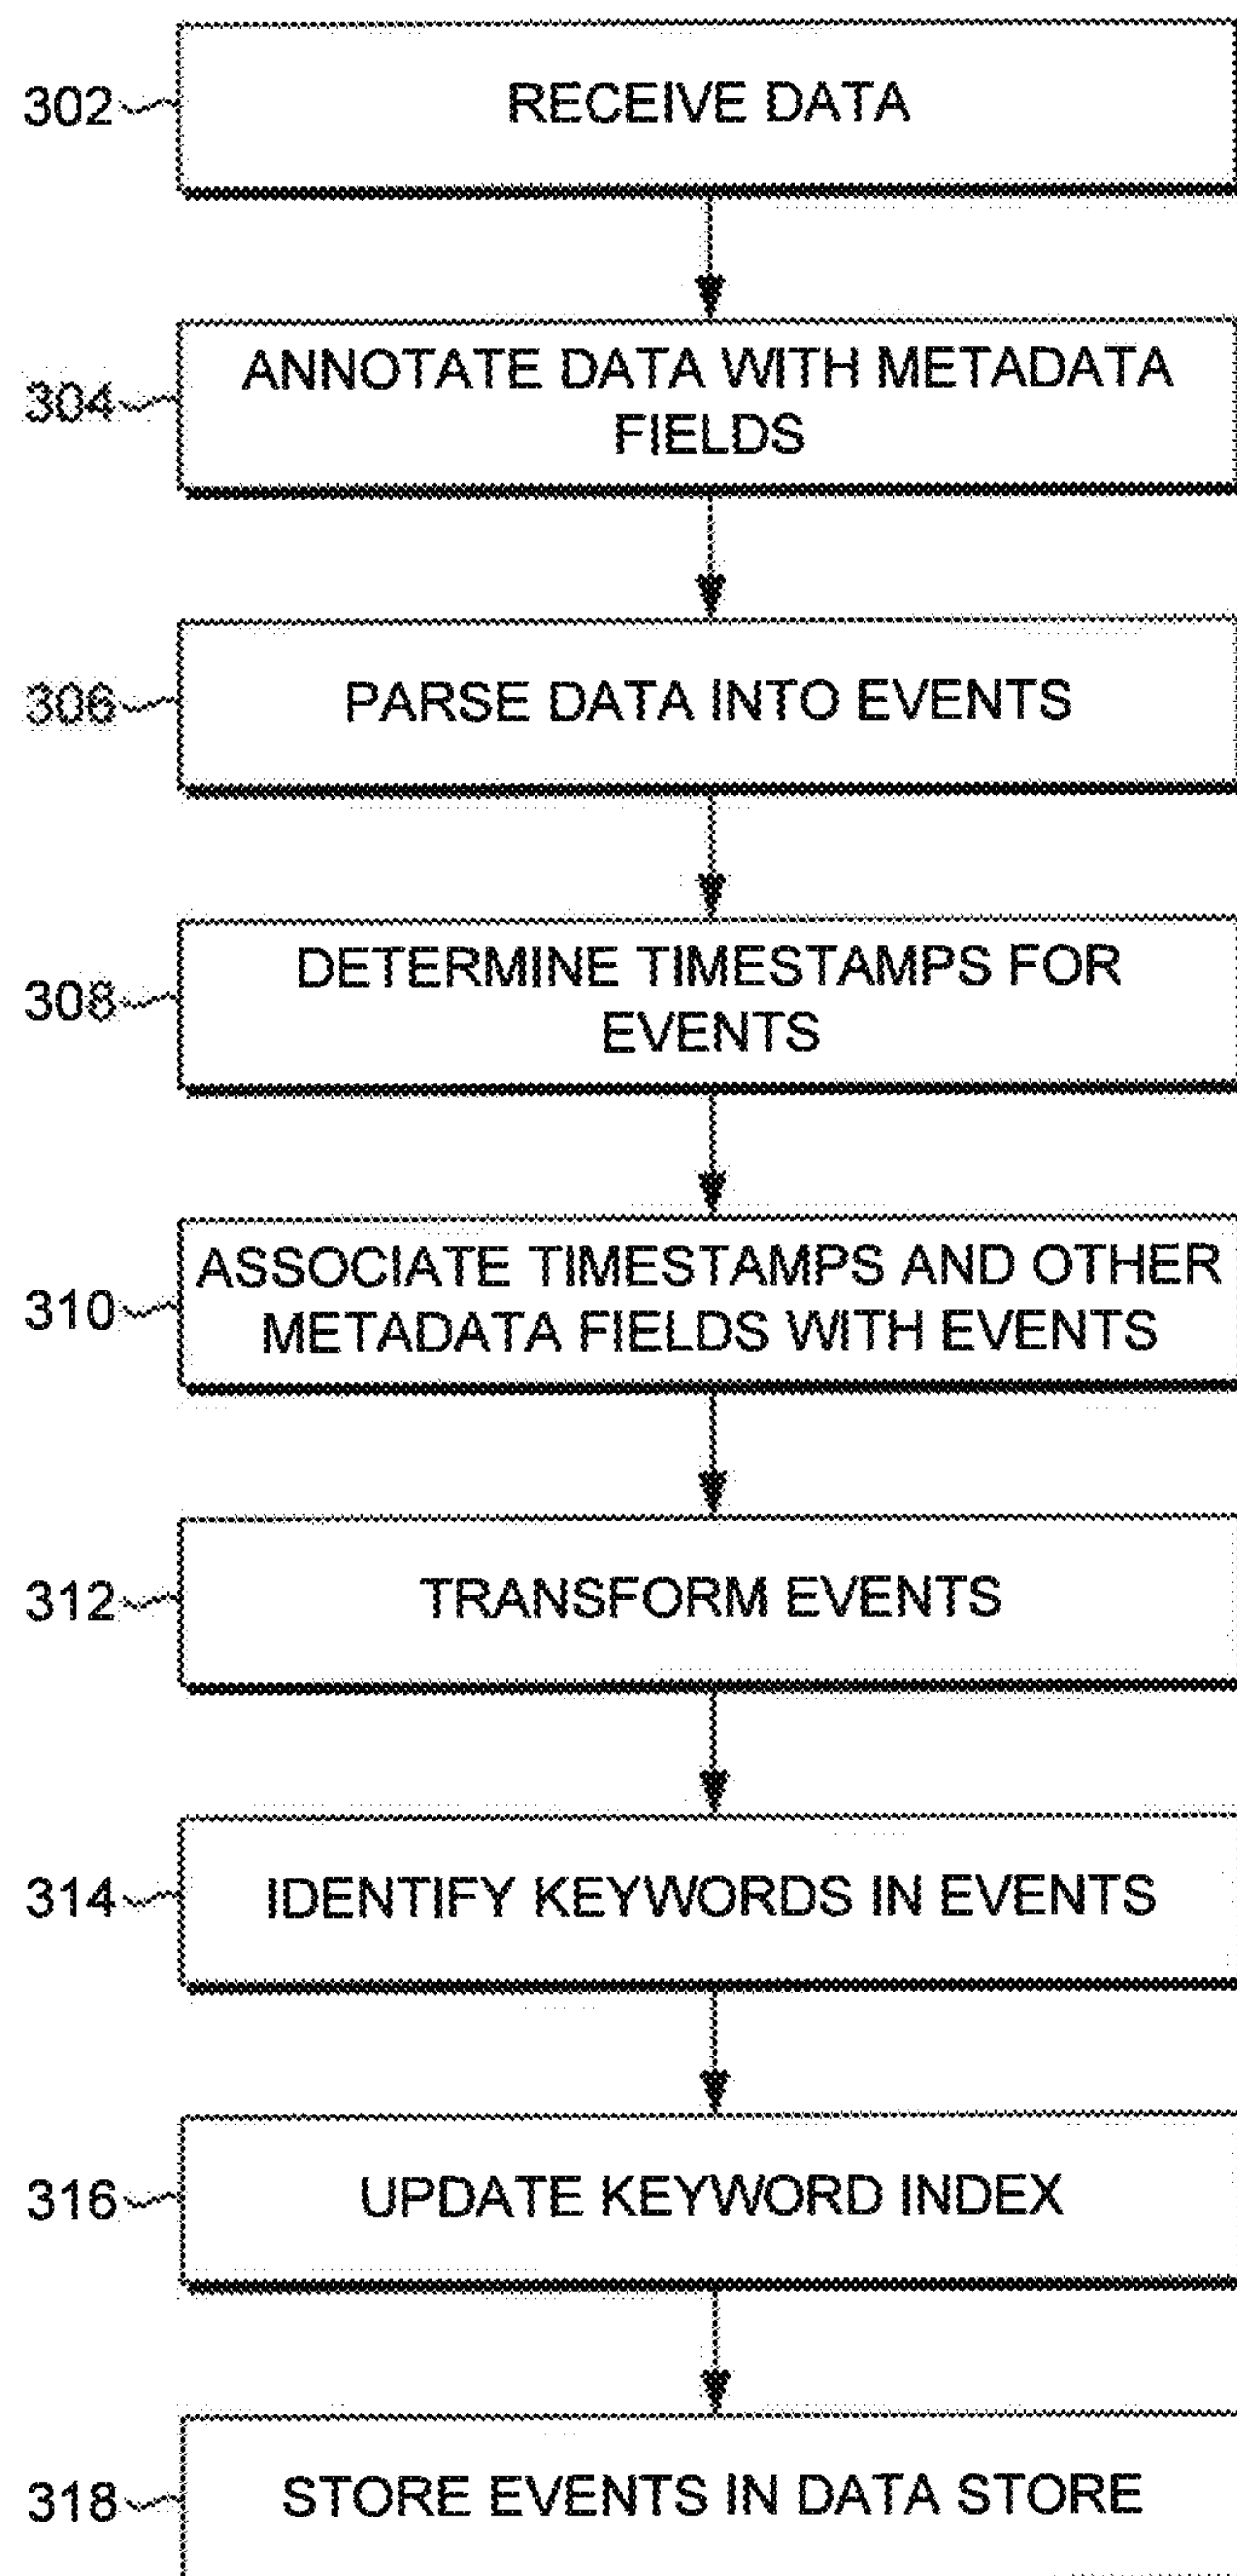 302
RECEIVE DATA
304
ANNOTATE DATA WITH METADATA
FIELDS
306
PARSE DATA INTO EVENTS
308
DETERMINE TIMESTAMPS FOR
EVENTS
310
ASSOCIATE TIMESTAMPS AND OTHER
METADATA FIELDS WITH EVENTS
312
TRANSFORM EVENTS
314
IDENTIFY KEYWORDS IN EVENTS
316
UPDATE KEYWORD INDEX
318
STORE EVENTS IN DATA STORE